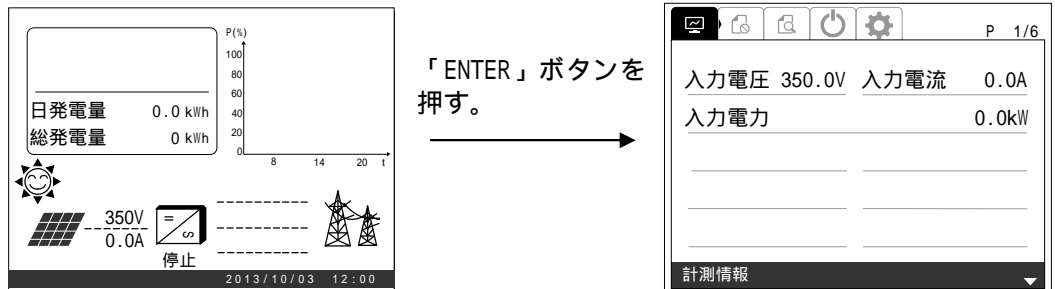 P(%)
100
80
60
40
20
0
8 14 20 t
日発電量 0.0 kWh
総発電量 0 kWh
350V
0.0A
停止
2013/10/03 12:00
「ENTER」ボタンを
押す。
P 1/6
入力電圧 350.0V 入力電流 0.0A
入力電力 0.0kW
計測情報